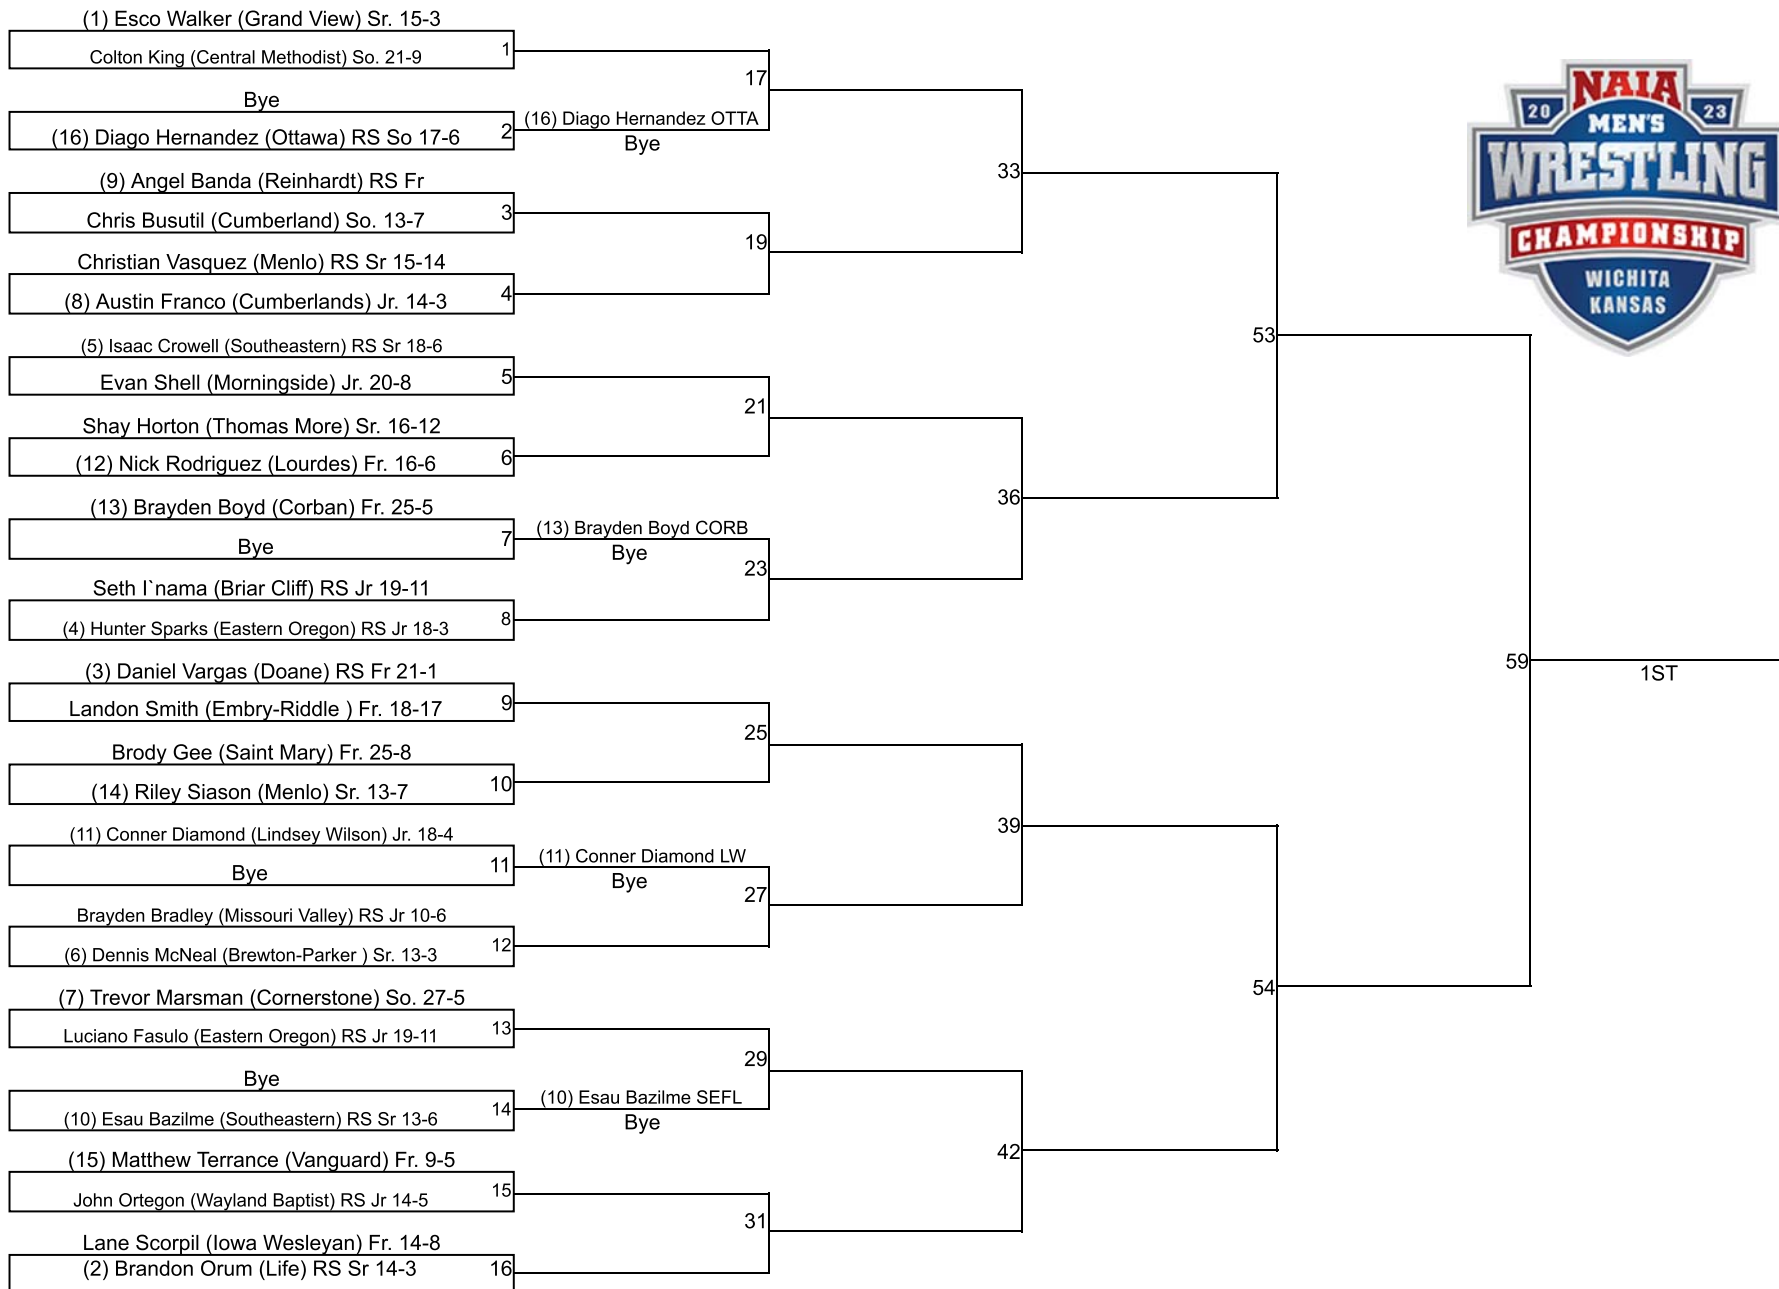 (1) Esco Walker (Grand View) Sr. 15-3
Colton King (Central Methodist) So. 21-9
1
Bye
(16) Diago Hernandez (Ottawa) RS So 17-6
2
(9) Angel Banda (Reinhardt) RS Fr
Chris Busutil (Cumberland) So. 13-7
3
Christian Vasquez (Menlo) RS Sr 15-14
(8) Austin Franco (Cumberlands) Jr. 14-3
4
(5) Isaac Crowell (Southeastern) RS Sr 18-6
Evan Shell (Morningside) Jr. 20-8
5
Shay Horton (Thomas More) Sr. 16-12
(12) Nick Rodriguez (Lourdes) Fr. 16-6
6
(13) Brayden Boyd (Corban) Fr. 25-5
Bye
7
Seth I`nama (Briar Cliff) RS Jr 19-11
(4) Hunter Sparks (Eastern Oregon) RS Jr 18-3
8
(3) Daniel Vargas (Doane) RS Fr 21-1
Landon Smith (Embry-Riddle ) Fr. 18-17
9
Brody Gee (Saint Mary) Fr. 25-8
(14) Riley Siason (Menlo) Sr. 13-7
10
(11) Conner Diamond (Lindsey Wilson) Jr. 18-4
Bye
11
Brayden Bradley (Missouri Valley) RS Jr 10-6
(6) Dennis McNeal (Brewton-Parker ) Sr. 13-3
12
(7) Trevor Marsman (Cornerstone) So. 27-5
Luciano Fasulo (Eastern Oregon) RS Jr 19-11
13
Bye
(10) Esau Bazilme (Southeastern) RS Sr 13-6
14
(15) Matthew Terrance (Vanguard) Fr. 9-5
John Ortegon (Wayland Baptist) RS Jr 14-5
15
Lane Scorpil (Iowa Wesleyan) Fr. 14-8
(2) Brandon Orum (Life) RS Sr 14-3
16
17
(16) Diago Hernandez OTTA
Bye
19
21
(13) Brayden Boyd CORB
Bye
23
25
(11) Conner Diamond LW
Bye
27
29
(10) Esau Bazilme SEFL
Bye
31
33
36
39
42
53
54
59
1ST
NAIA
20 23
MEN'S
WRESTLING
CHAMPIONSHIP
WICHITA
KANSAS